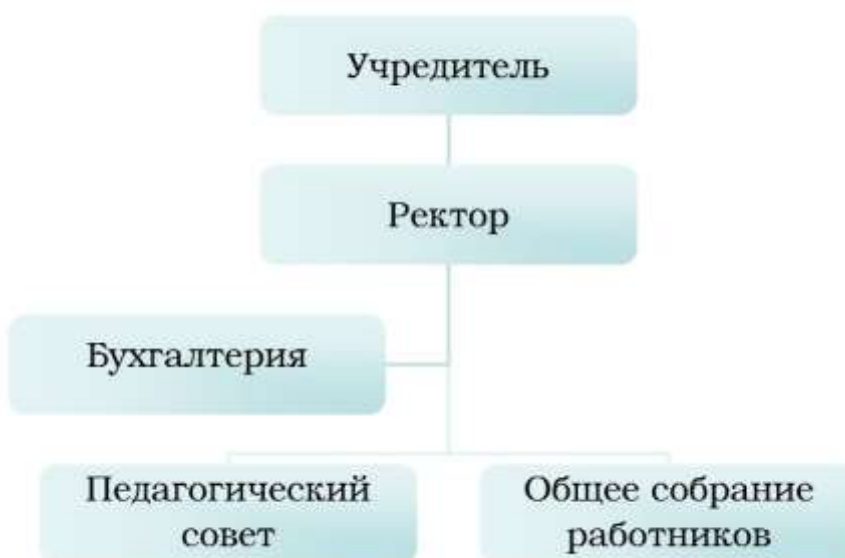 Учредитель
Ректор
Бухгалтерия
Педагогический
совет
Общее собрание
работников